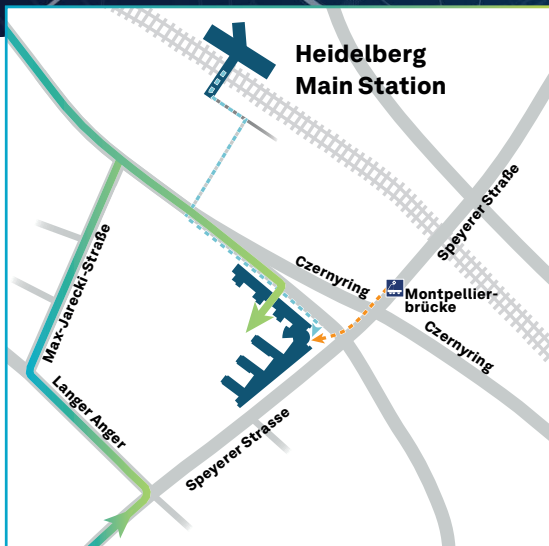 Heidelberg
Main Station
Speyerer Straße
Max-Jarecki-Straße
Czernyring
Montpellier-
brücke
Czernyring
Langer Anger
Speyerer Strasse